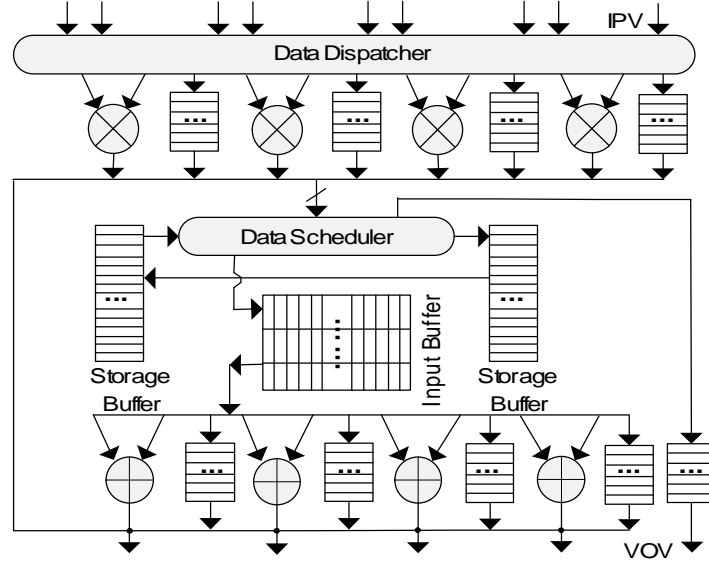 IPV
Data Dispatcher
Data Scheduler
Input Buffer
Storage
Buffer
Storage
Buffer
VOV